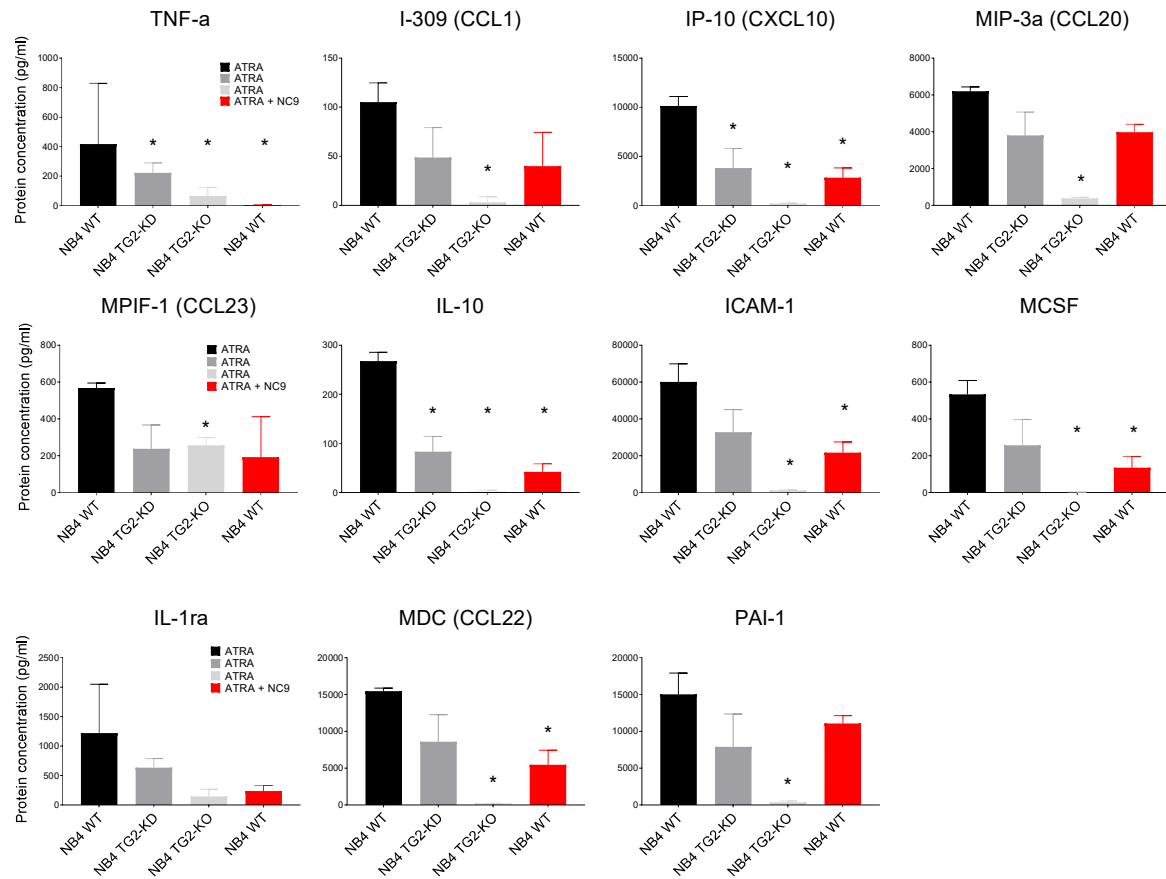 TNF-a
I-309 (CCL1)
IP-10 (CXCL10)
MIP-3a (CCL20)
Protein concentration (pg/ml)
1000
800
600
400
200
0
ATRA
ATRA
ATRA
ATRA + NC9
*
*
*
NB4 WT
NB4 TG2-KD
NB4 TG2-KO
NB4 WT
150
100
50
0
*
NB4 WT
NB4 TG2-KD
NB4 TG2-KO
NB4 WT
15000
10000
5000
0
*
*
*
NB4 WT
NB4 TG2-KD
NB4 TG2-KO
NB4 WT
8000
6000
4000
2000
0
*
NB4 WT
NB4 TG2-KD
NB4 TG2-KO
NB4 WT
MPIF-1 (CCL23)
IL-10
ICAM-1
MCSF
Protein concentration (pg/ml)
800
600
400
200
0
ATRA
ATRA
ATRA
ATRA + NC9
*
NB4 WT
NB4 TG2-KD
NB4 TG2-KO
NB4 WT
300
200
100
0
*
*
*
NB4 WT
NB4 TG2-KD
NB4 TG2-KO
NB4 WT
80000
60000
40000
20000
0
*
*
NB4 WT
NB4 TG2-KD
NB4 TG2-KO
NB4 WT
800
600
400
200
0
*
*
NB4 WT
NB4 TG2-KD
NB4 TG2-KO
NB4 WT
IL-1ra
MDC (CCL22)
PAI-1
Protein concentration (pg/ml)
2500
2000
1500
1000
500
0
ATRA
ATRA
ATRA
ATRA + NC9
NB4 WT
NB4 TG2-KD
NB4 TG2-KO
NB4 WT
20000
15000
10000
5000
0
*
*
NB4 WT
NB4 TG2-KD
NB4 TG2-KO
NB4 WT
20000
15000
10000
5000
0
*
NB4 WT
NB4 TG2-KD
NB4 TG2-KO
NB4 WT